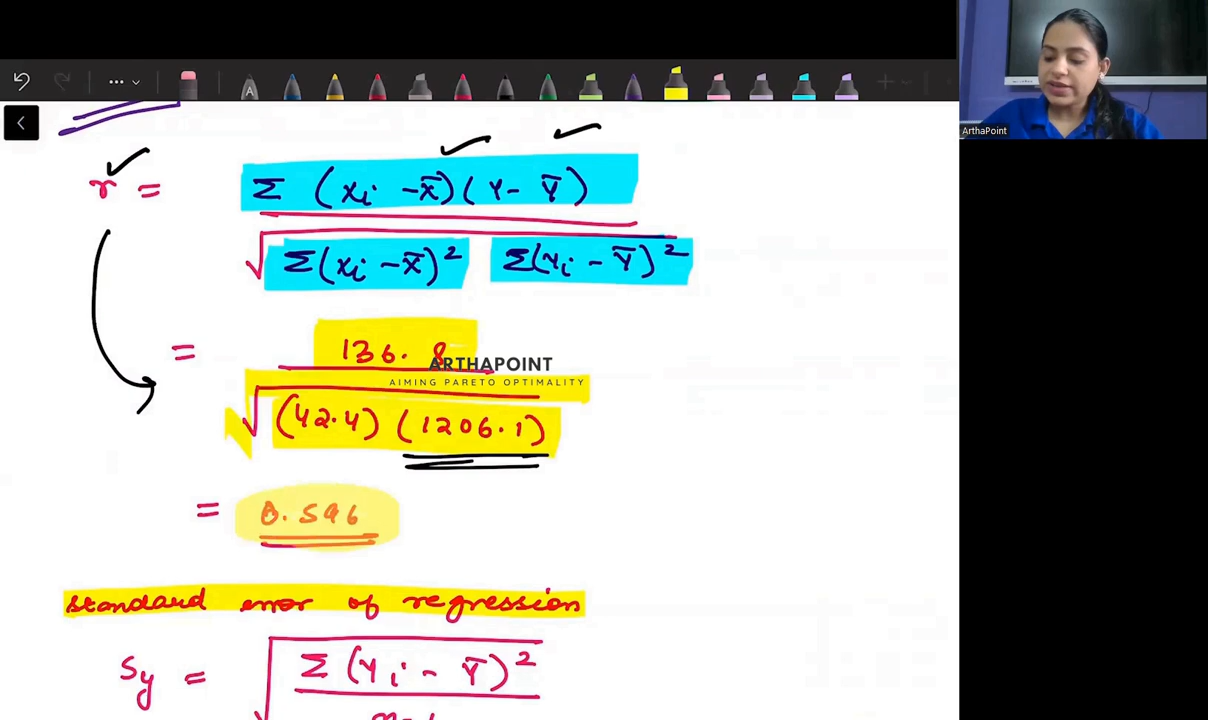 ArthaPoint
r = Σ (xi - x̄)(Y - Ȳ)
√ Σ(xi - x̄)² Σ(Yi - Ȳ)²
= 136.8
ARTHAPOINT
AIMING PARETO OPTIMALITY
√ (42.4) (1206.1)
= 0.596
standard error of regression
Sy = √ Σ (Yi - Ȳ)²